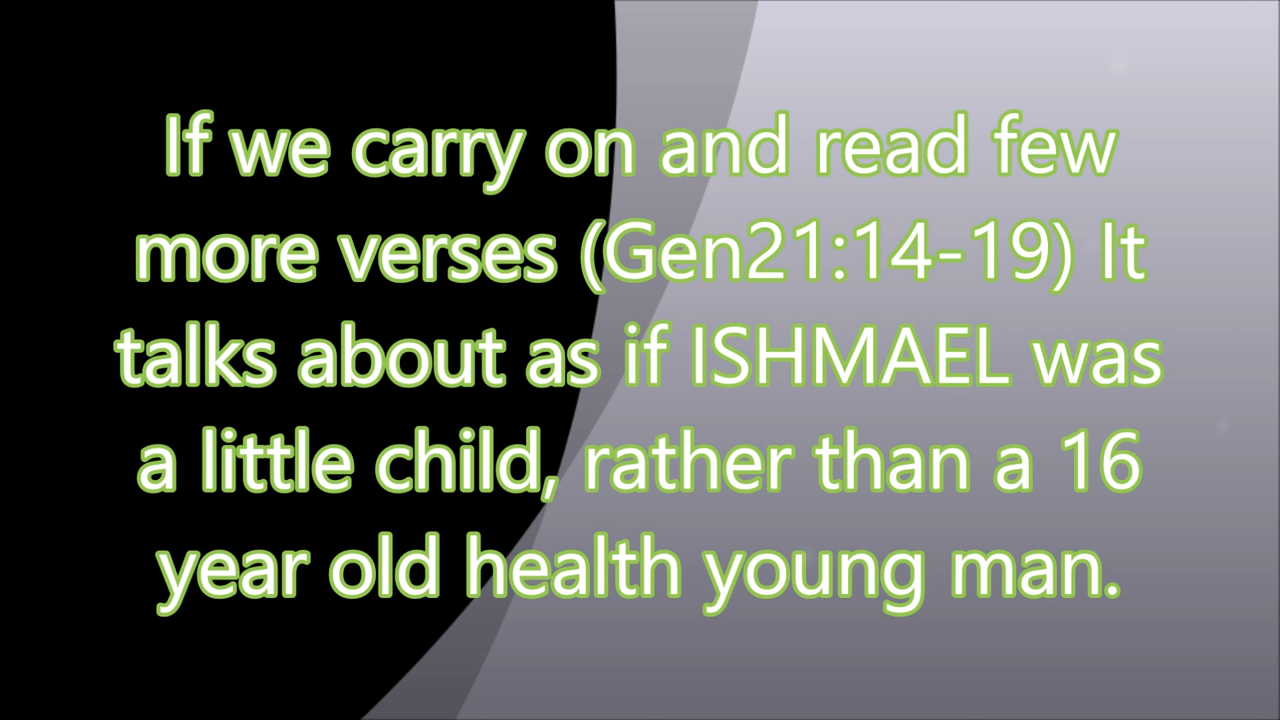 If we carry on and read few
more verses (Gen21:14-19) It
talks about as if ISHMAEL was
a little child, rather than a 16
year old health young man.